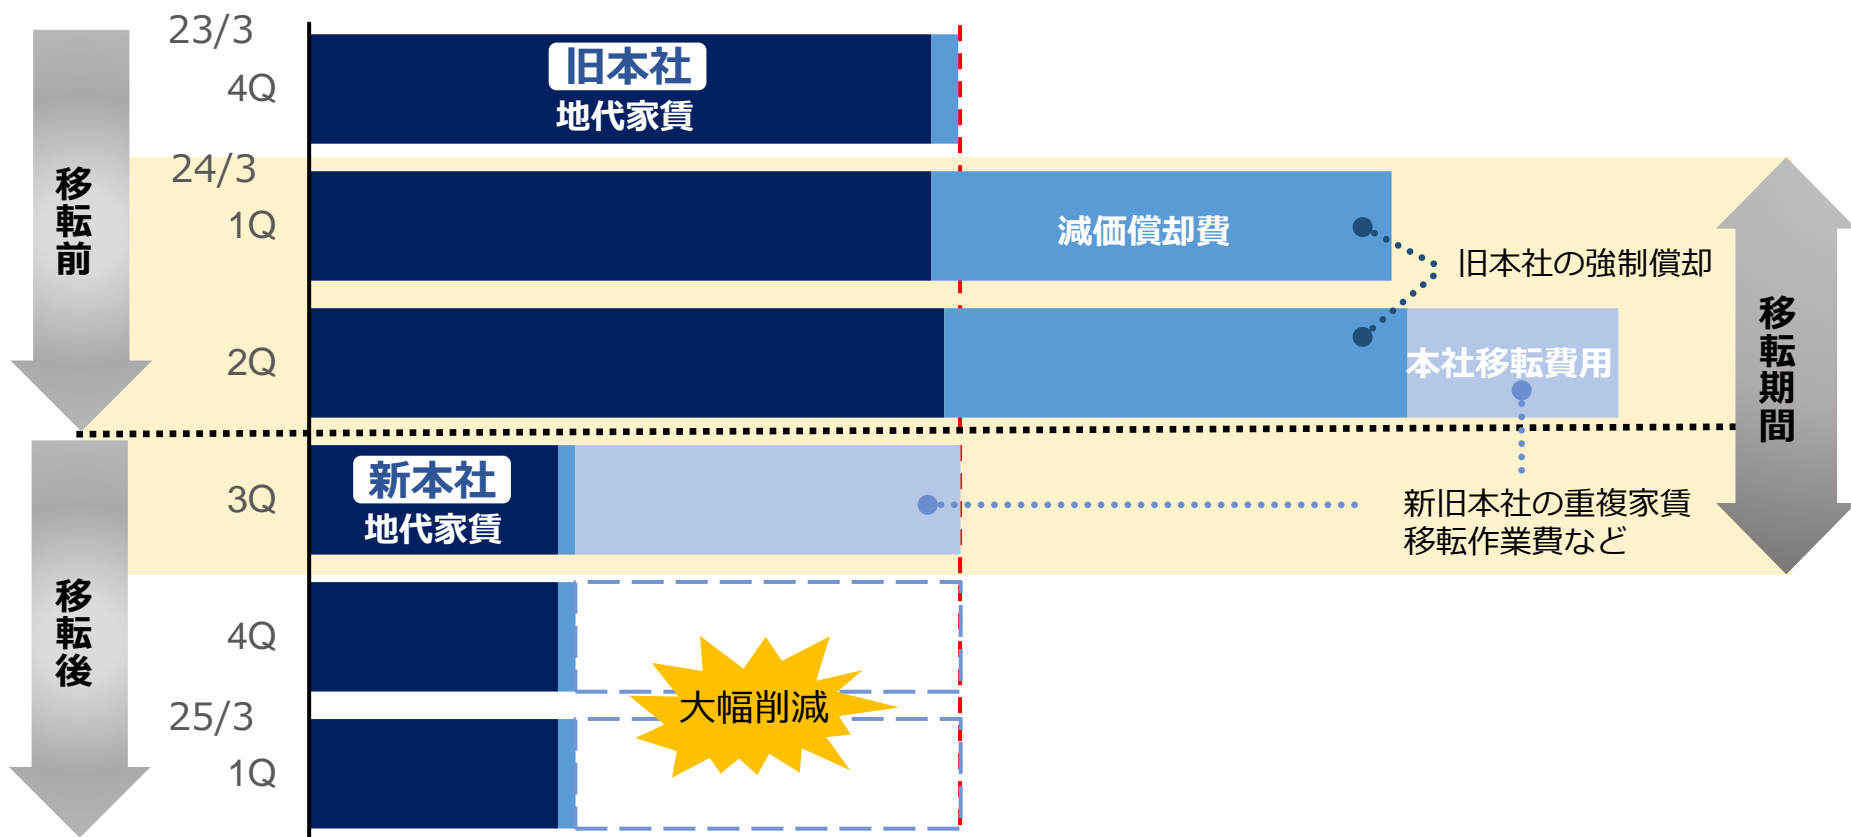 23/3
4Q
旧本社
地代家賃
移転前
24/3
1Q
減価償却費
旧本社の強制償却
2Q
本社移転費用
移転期間
3Q
新本社
地代家賃
新旧本社の重複家賃
移転作業費など
移転後
4Q
大幅削減
25/3
1Q